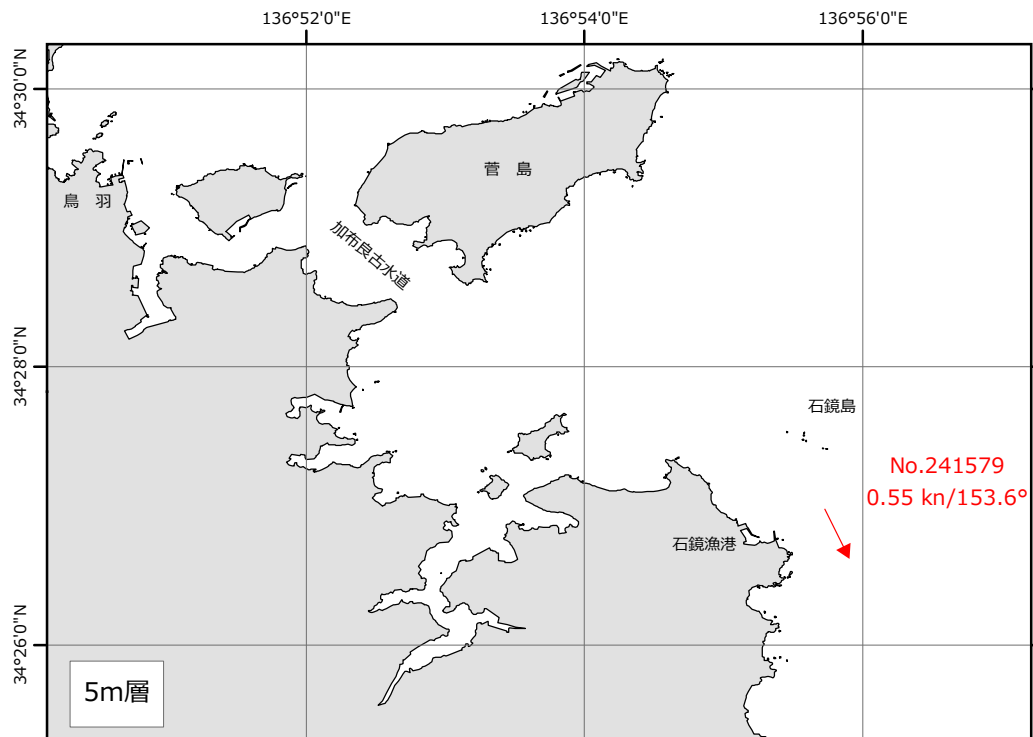 136°52'0"E
136°54'0"E
136°56'0"E
34°30'0"N
34°28'0"N
34°26'0"N
鳥 羽
菅 島
加布良古水道
石鏡島
No.241579
0.55 kn/153.6°
石鏡漁港
5m層